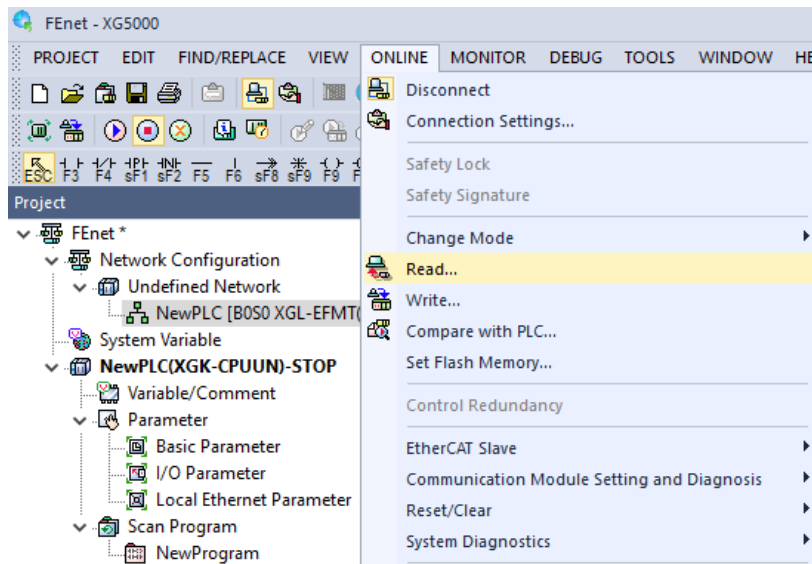 FEnet - XG5000
PROJECT EDIT FIND/REPLACE VIEW ONLINE MONITOR DEBUG TOOLS WINDOW
ESC F3 F4 sF1 sF2 F5 F6 sF8 sF9 F9
Project
FEnet *
Network Configuration
Undefined Network
NewPLC [B0S0 XGL-EFMT(
System Variable
NewPLC(XGK-CPUUN)-STOP
Variable/Comment
Parameter
Basic Parameter
I/O Parameter
Local Ethernet Parameter
Scan Program
NewProgram
Disconnect
Connection Settings...
Safety Lock
Safety Signature
Change Mode
Read...
Write...
Compare with PLC...
Set Flash Memory...
Control Redundancy
EtherCAT Slave
Communication Module Setting and Diagnosis
Reset/Clear
System Diagnostics